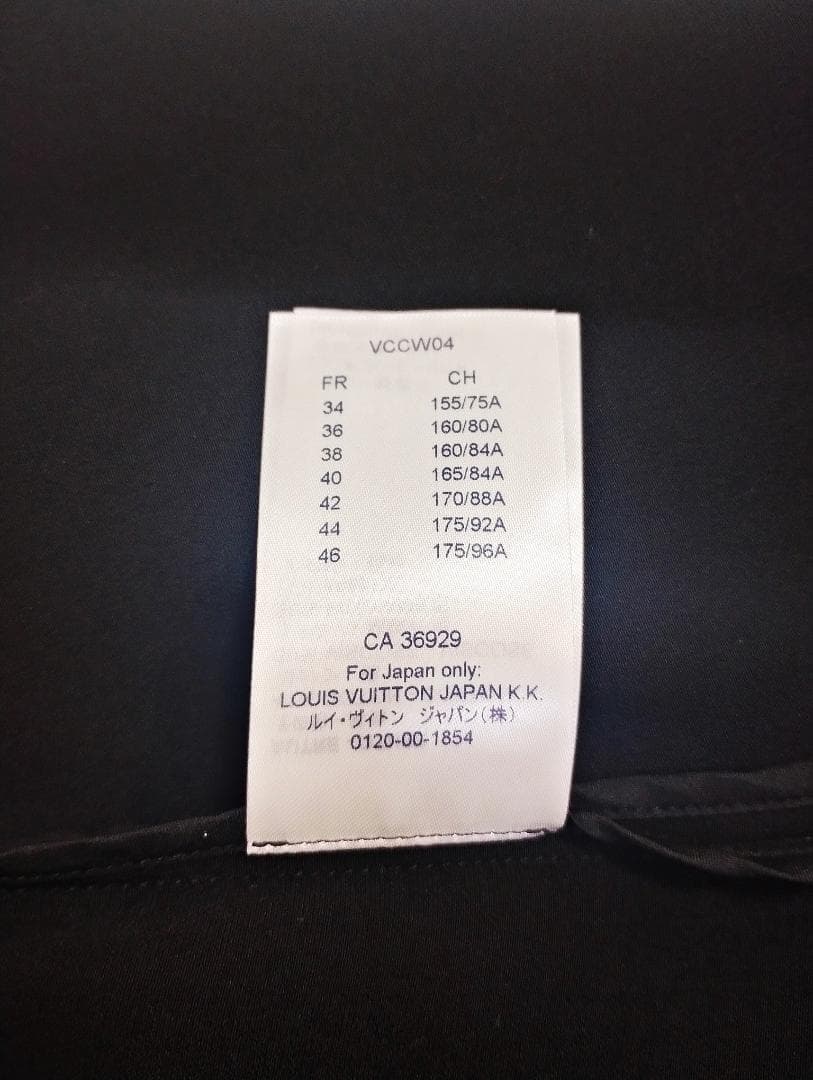 VCCW04
FR CH
34 155/75A
36 160/80A
38 160/84A
40 165/84A
42 170/88A
44 175/92A
46 175/96A
CA 36929
For Japan only:
LOUIS VUITTON JAPAN K.K.
ルイ・ヴィトン ジャパン(株)
0120-00-1854